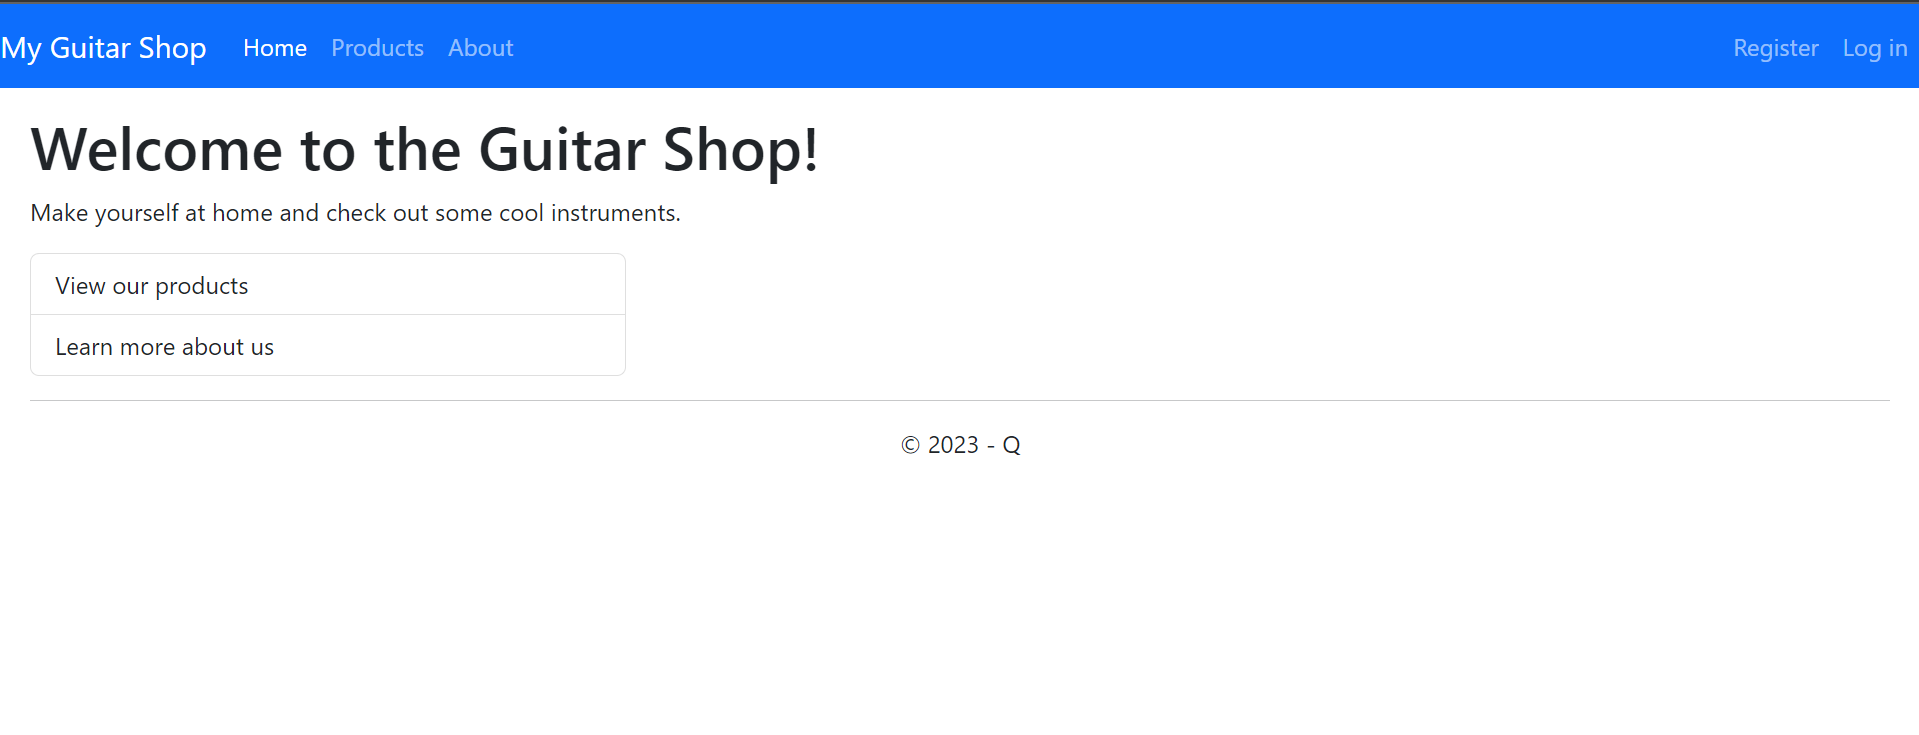 My Guitar Shop Home Products About Register Log in
Welcome to the Guitar Shop!
Make yourself at home and check out some cool instruments.
View our products
Learn more about us
© 2023 - Q